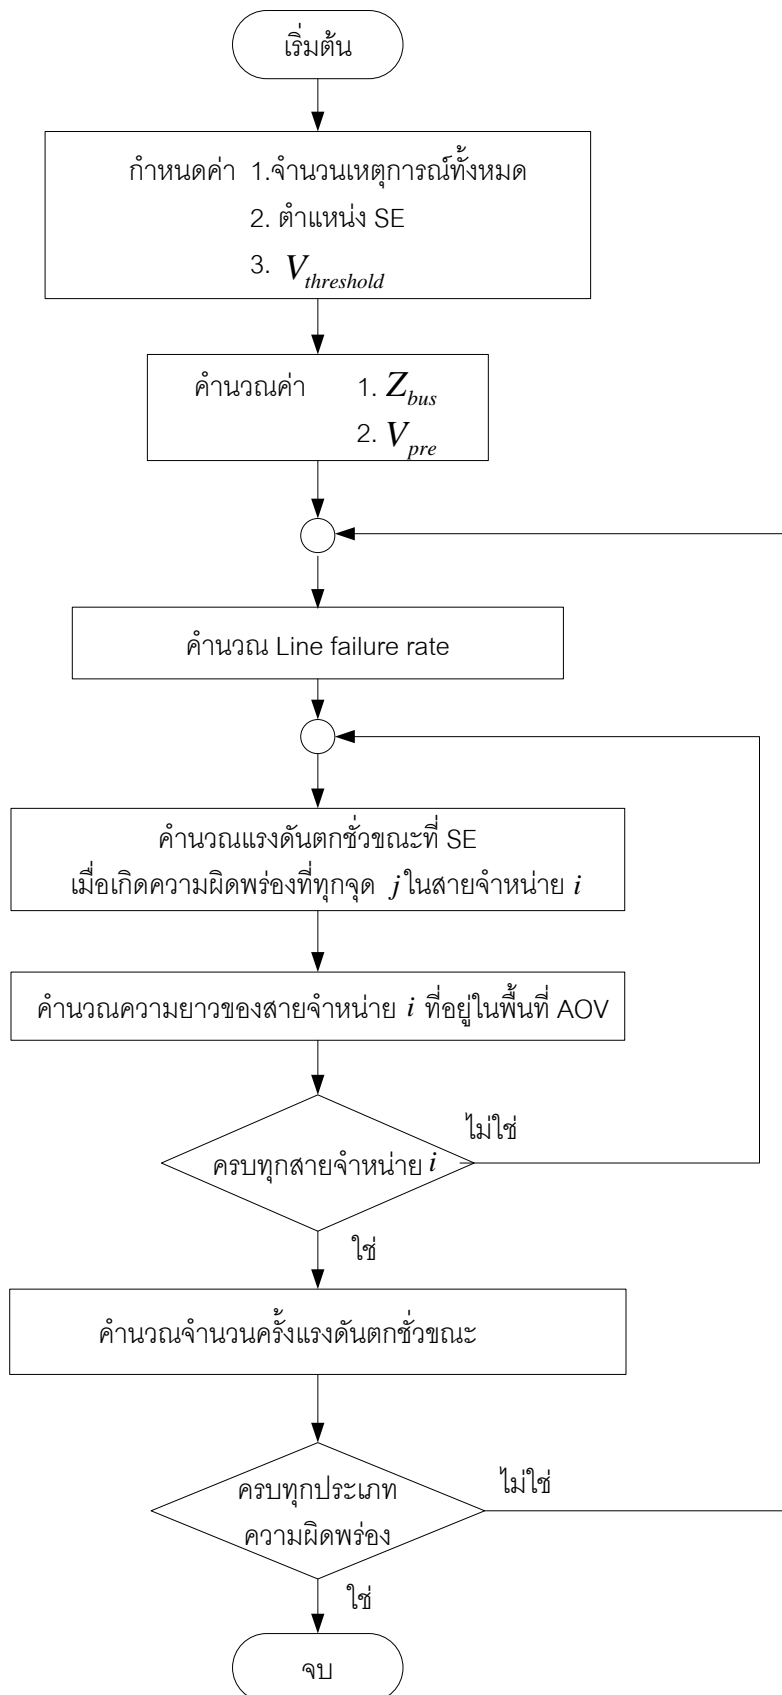 เริ่มต้น
กำหนดค่า 1.จำนวนเหตุการณ์ทั้งหมด
2. ตำแหน่ง SE
3. V_threshold
คำนวณค่า 1. Z_bus
2. V_pre
คำนวณ Line failure rate
คำนวณแรงดันตกชั่วขณะที่ SE
เมื่อเกิดความผิดพร่องที่ทุกจุด j ในสายจำหน่าย i
คำนวณความยาวของสายจำหน่าย i ที่อยู่ในพื้นที่ AOV
ไม่ใช่
ครบทุกสายจำหน่าย i
ใช่
คำนวณจำนวนครั้งแรงดันตกชั่วขณะ
ไม่ใช่
ครบทุกประเภท
ความผิดพร่อง
ใช่
จบ